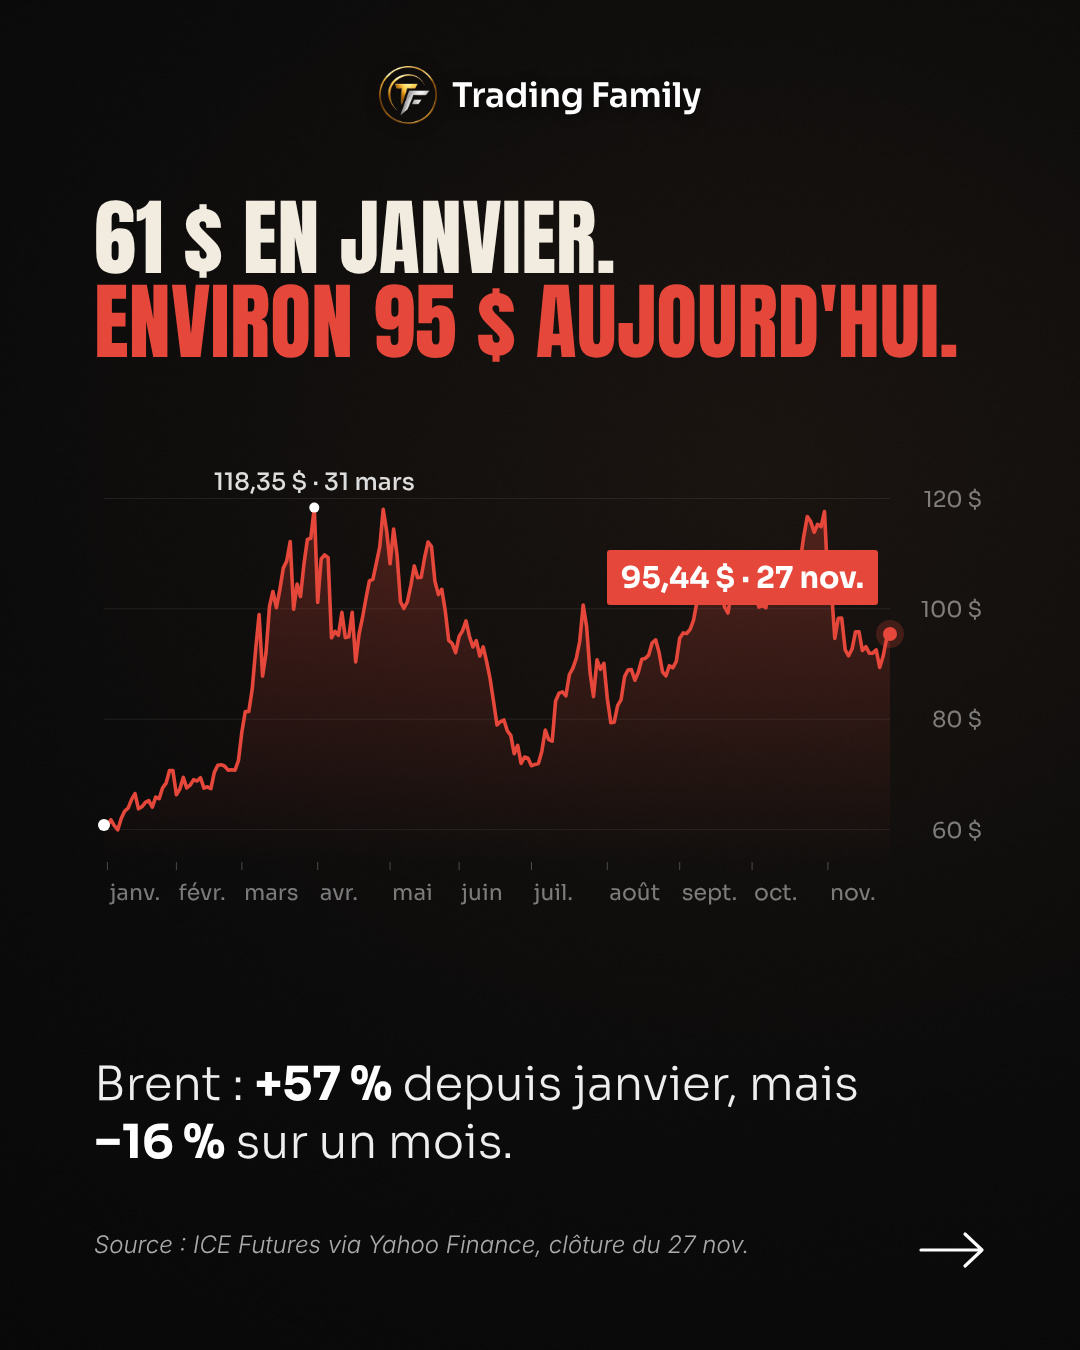 TF Trading Family
61 $ EN JANVIER.
ENVIRON 95 $ AUJOURD'HUI.
118,35 $ · 31 mars
120 $
95,44 $ · 27 nov.
100 $
80 $
60 $
janv. févr. mars avr. mai juin juil. août sept. oct. nov.
Brent : +57 % depuis janvier, mais
−16 % sur un mois.
Source : ICE Futures via Yahoo Finance, clôture du 27 nov.